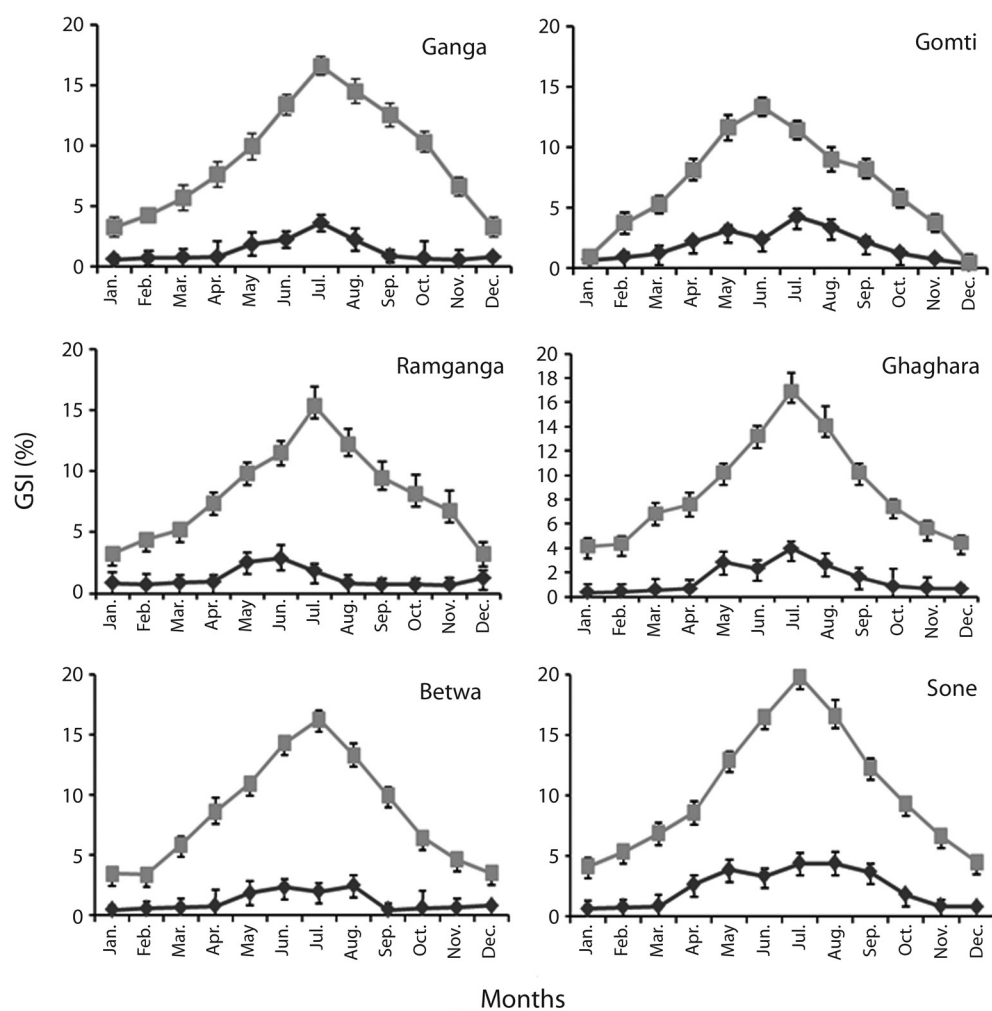 GSI (%)
Ganga
20
15
10
5
0
Jan. Feb. Mar. Apr. May Jun. Jul. Aug. Sep. Oct. Nov. Dec.
Gomti
20
15
10
5
0
Jan. Feb. Mar. Apr. May Jun. Jul. Aug. Sep. Oct. Nov. Dec.
Ramganga
20
15
10
5
0
Jan. Feb. Mar. Apr. May Jun. Jul. Aug. Sep. Oct. Nov. Dec.
Ghaghara
20
18
16
14
12
10
8
6
4
2
0
Jan. Feb. Mar. Apr. May Jun. Jul. Aug. Sep. Oct. Nov. Dec.
Betwa
20
15
10
5
0
Jan. Feb. Mar. Apr. May Jun. Jul. Aug. Sep. Oct. Nov. Dec.
Sone
20
15
10
5
0
Jan. Feb. Mar. Apr. May Jun. Jul. Aug. Sep. Oct. Nov. Dec.
Months